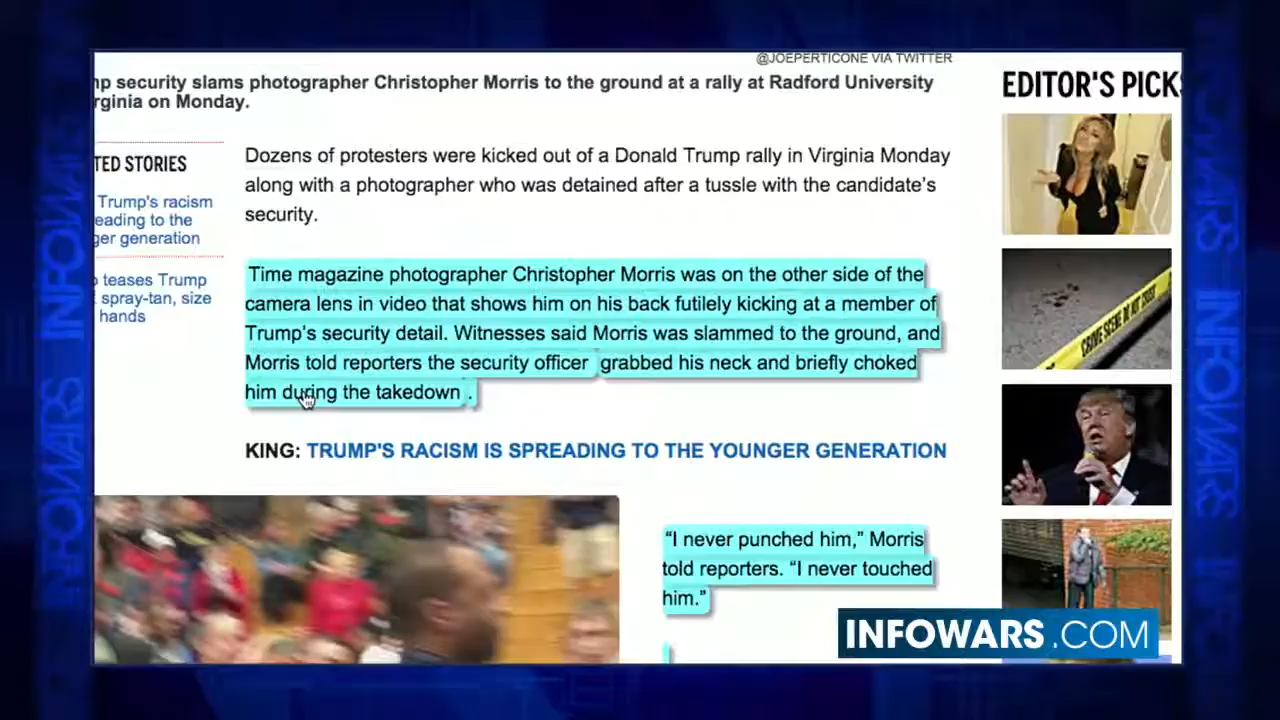 @JOEPERTICONE VIA TWITTER
mp security slams photographer Christopher Morris to the ground at a rally at Radford University
rginia on Monday.
TED STORIES
Trump's racism
eading to the
ger generation
teases Trump
spray-tan, size
hands
Dozens of protesters were kicked out of a Donald Trump rally in Virginia Monday
along with a photographer who was detained after a tussle with the candidate's
security.
Time magazine photographer Christopher Morris was on the other side of the
camera lens in video that shows him on his back futilely kicking at a member of
Trump's security detail. Witnesses said Morris was slammed to the ground, and
Morris told reporters the security officer grabbed his neck and briefly choked
him during the takedown .
KING: TRUMP'S RACISM IS SPREADING TO THE YOUNGER GENERATION
“I never punched him,” Morris
told reporters. “I never touched
him.”
EDITOR'S PICKS
CRIME SCENE DO NOT CROSS
INFOWARS.COM
INFOWARS
INFOWARS